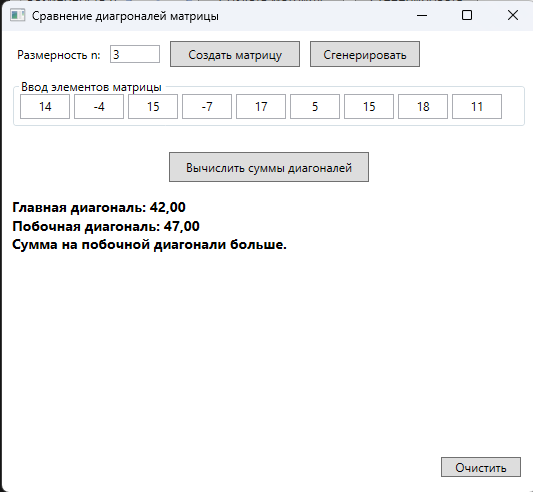 Сравнение диагроналей матрицы
Размерность n: 3 Создать матрицу Сгенерировать
Ввод элементов матрицы
14 -4 15 -7 17 5 15 18 11
Вычислить суммы диагоналей
Главная диагональ: 42,00
Побочная диагональ: 47,00
Сумма на побочной диагонали больше.
Очистить